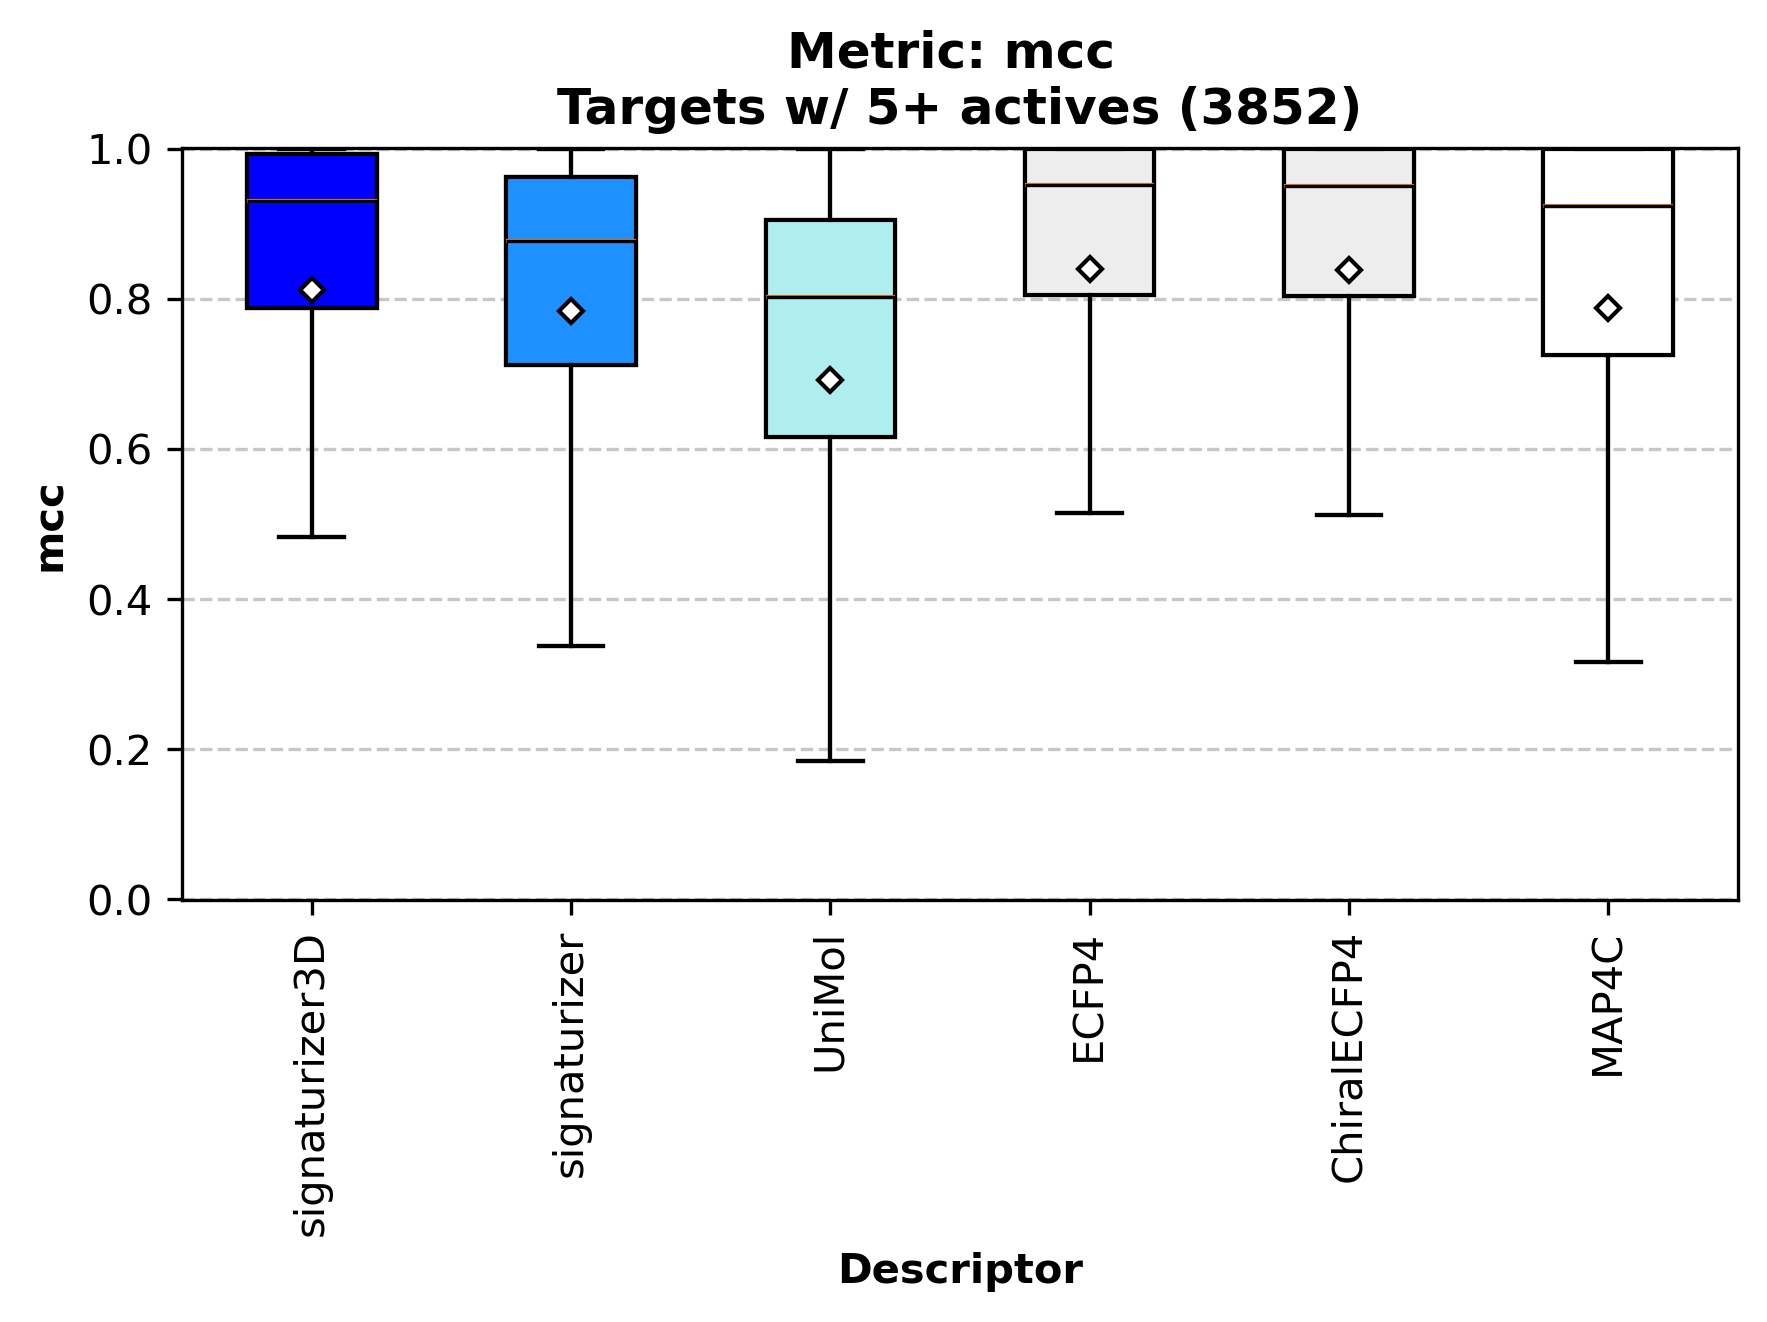 Metric: mcc
Targets w/ 5+ actives (3852)
1.0
0.8
0.6
0.4
0.2
0.0
mcc
signaturizer3D
signaturizer
UniMol
ECFP4
ChiralECFP4
MAP4C
Descriptor